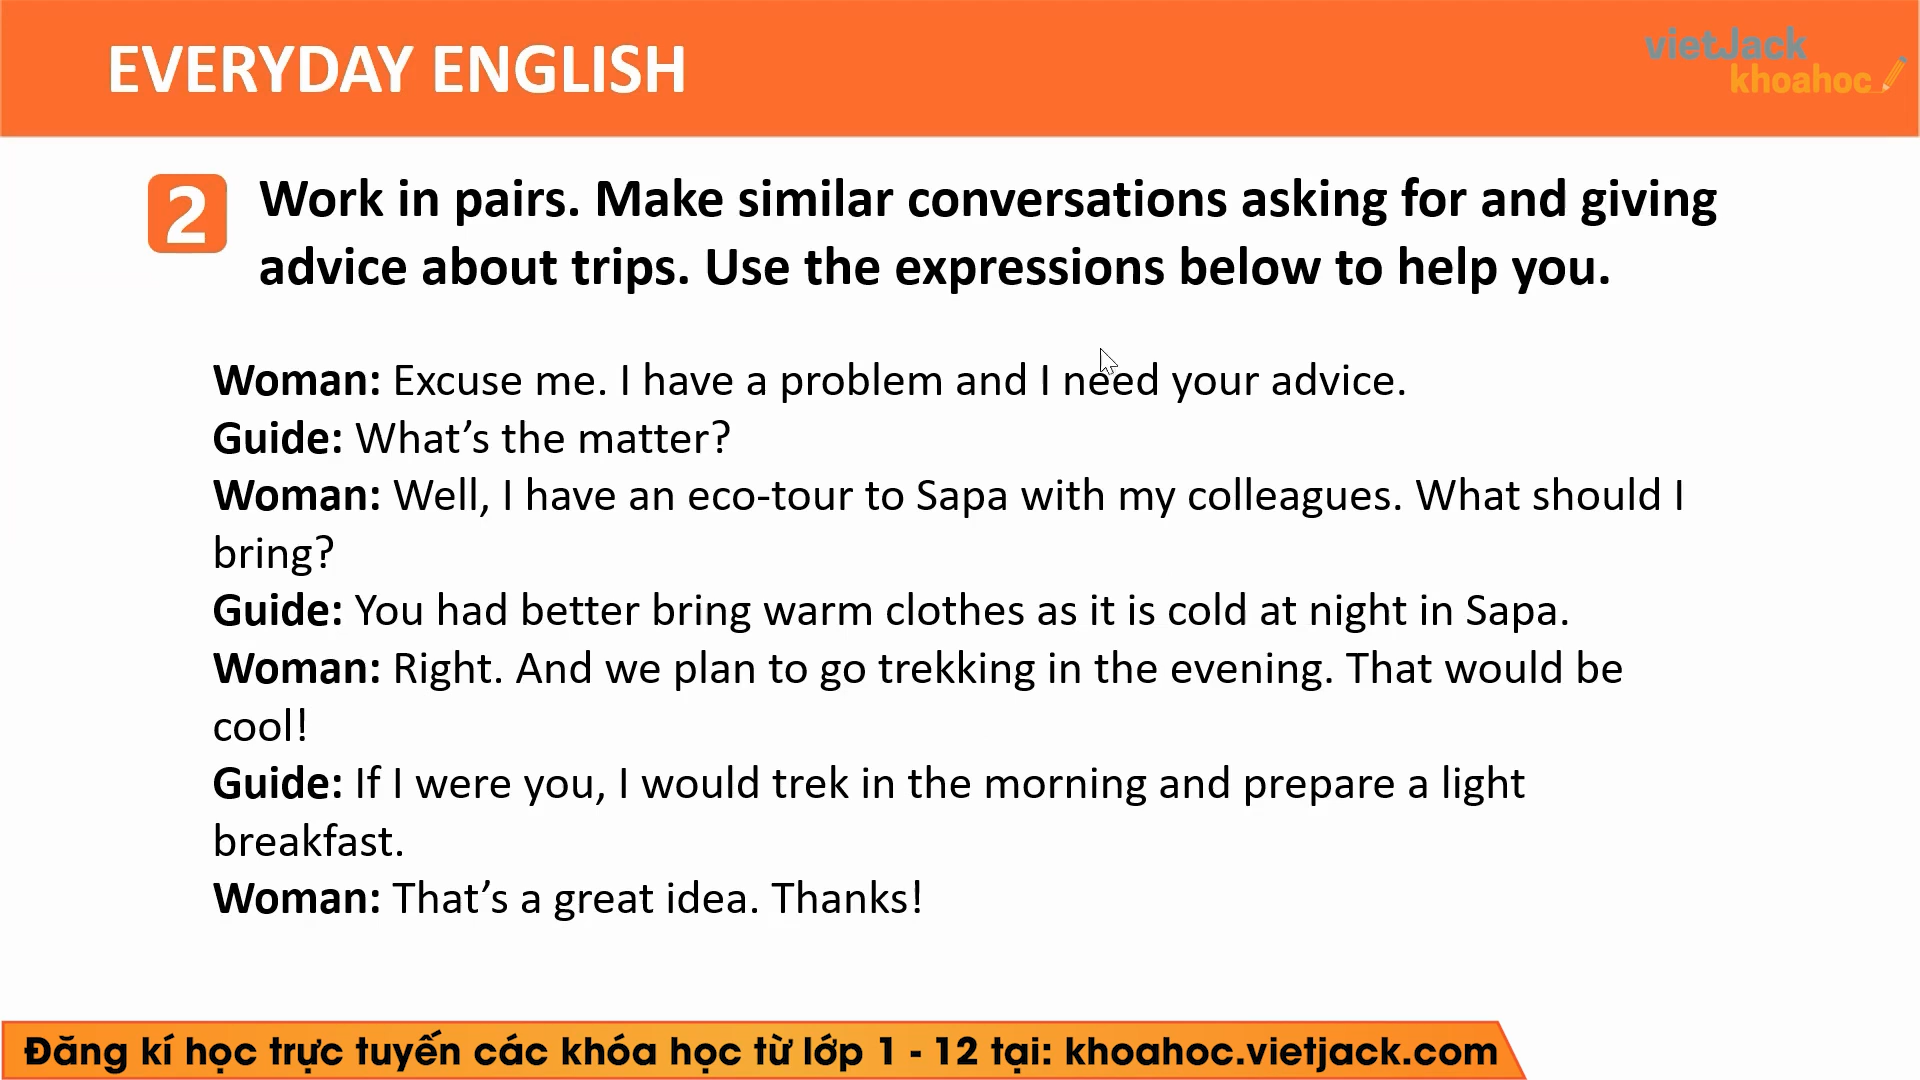 EVERYDAY ENGLISH
vietJack
khoahoc
2
Work in pairs. Make similar conversations asking for and giving
advice about trips. Use the expressions below to help you.
Woman: Excuse me. I have a problem and I need your advice.
Guide: What’s the matter?
Woman: Well, I have an eco-tour to Sapa with my colleagues. What should I
bring?
Guide: You had better bring warm clothes as it is cold at night in Sapa.
Woman: Right. And we plan to go trekking in the evening. That would be
cool!
Guide: If I were you, I would trek in the morning and prepare a light
breakfast.
Woman: That’s a great idea. Thanks!
Đăng kí học trực tuyến các khóa học từ lớp 1 - 12 tại: khoahoc.vietjack.com